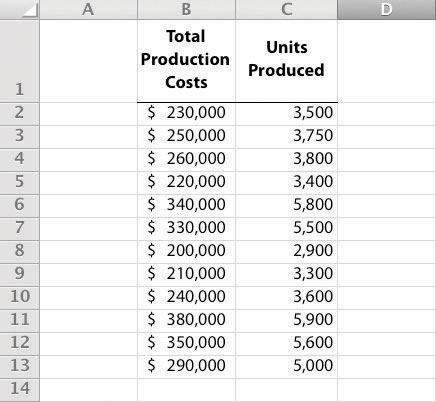 A B C D
1 Total Production Costs Units Produced
2 $ 230,000 3,500
3 $ 250,000 3,750
4 $ 260,000 3,800
5 $ 220,000 3,400
6 $ 340,000 5,800
7 $ 330,000 5,500
8 $ 200,000 2,900
9 $ 210,000 3,300
10 $ 240,000 3,600
11 $ 380,000 5,900
12 $ 350,000 5,600
13 $ 290,000 5,000
14